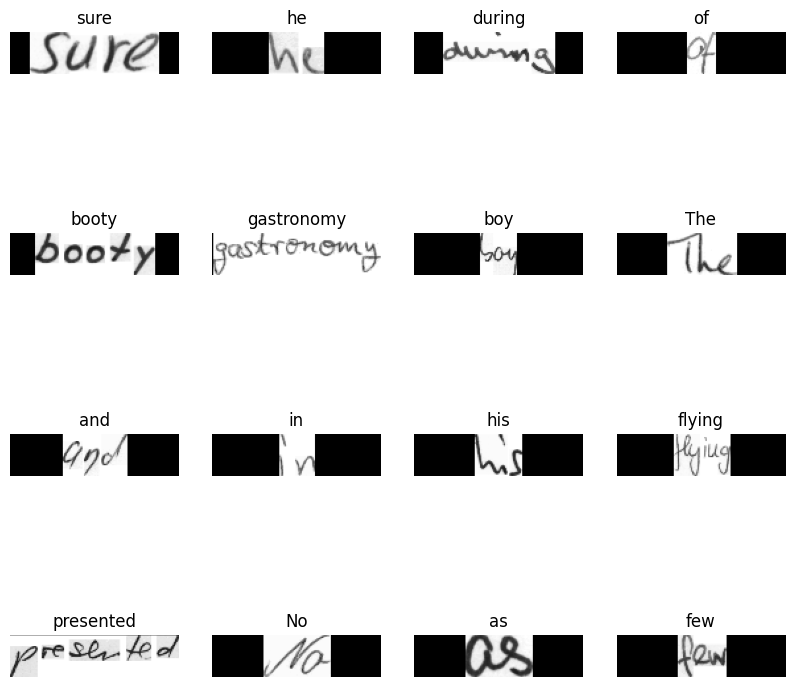 sure he during of
sure he during of
booty gastronomy boy The
booty gastronomy boy The
and in his flying
and in his flying
presented No as few
presented No as few